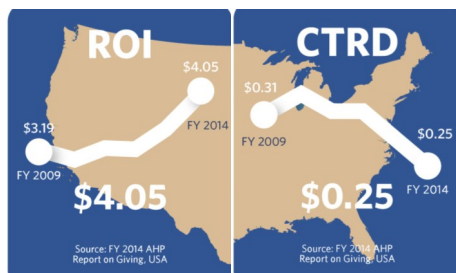 ROI
$4.05
$3.19
FY 2014
FY 2009
$4.05
Source: FY 2014 AHP
Report on Giving, USA
CTRD
$0.31
FY 2009
$0.25
FY 2014
$0.25
Source: FY 2014 AHP
Report on Giving, USA